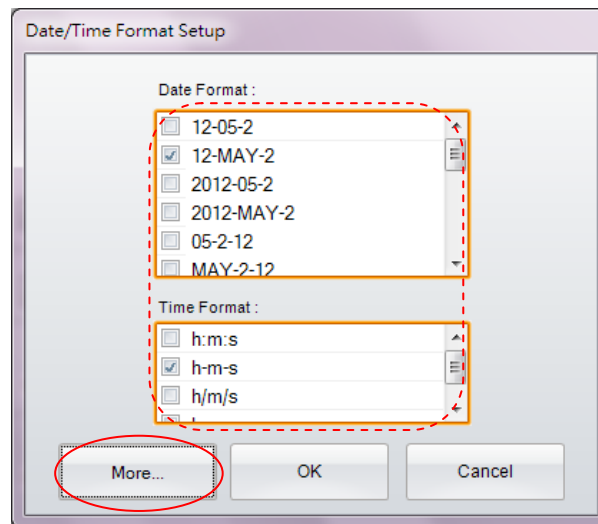 Date/Time Format Setup
Date Format :
12-05-2
12-MAY-2
2012-05-2
2012-MAY-2
05-2-12
MAY-2-12
Time Format :
h:m:s
h-m-s
h/m/s
More... OK Cancel